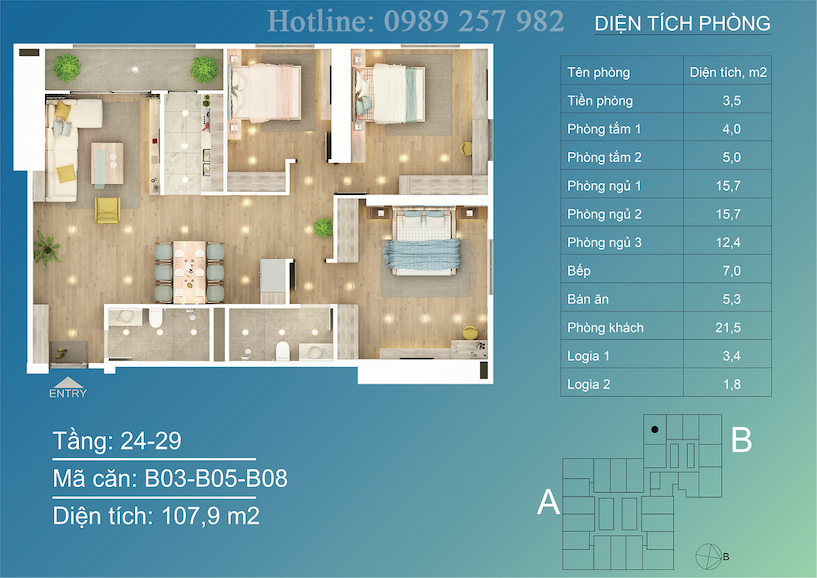 Hotline: 0989 257 982
DIỆN TÍCH PHÒNG
Tên phòng Diện tích, m2
Tiền phòng 3,5
Phòng tắm 1 4,0
Phòng tắm 2 5,0
Phòng ngủ 1 15,7
Phòng ngủ 2 15,7
Phòng ngủ 3 12,4
Bếp 7,0
Bàn ăn 5,3
Phòng khách 21,5
Logia 1 3,4
Logia 2 1,8
ENTRY
Tầng: 24-29
Mã căn: B03-B05-B08
Diện tích: 107,9 m2
B
A
B